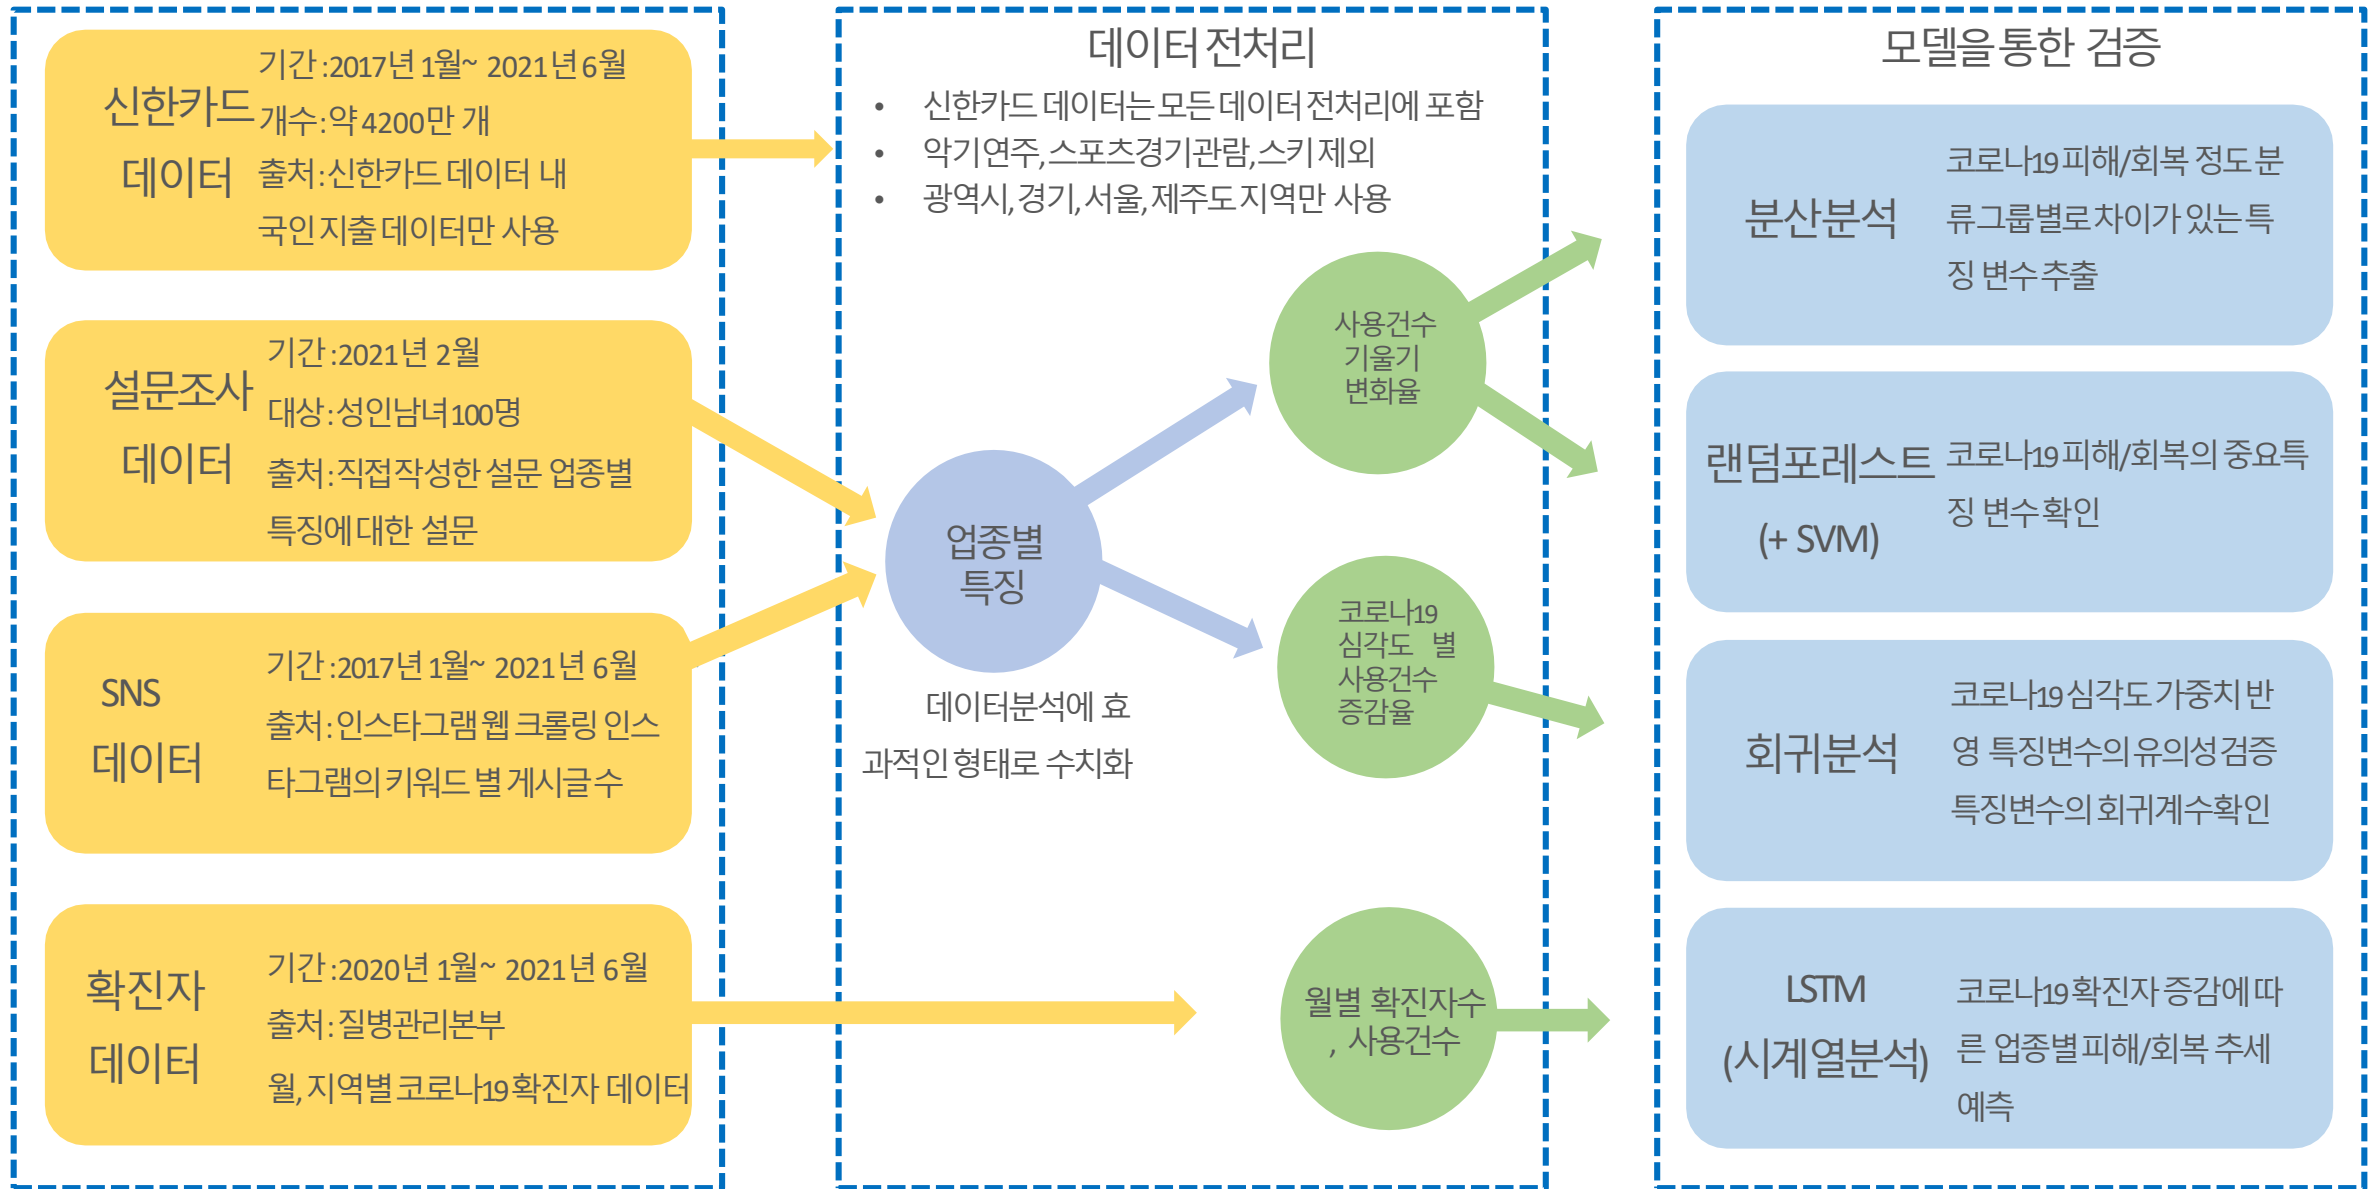 신한카드
데이터
기간 : 2017년 1월~ 2021년 6월
개수 : 약 4200만 개
출처 : 신한카드 데이터 내
국인 지출 데이터만 사용
설문조사
데이터
기간 : 2021년 2월
대상 : 성인남녀 100명
출처 : 직접 작성한 설문 업종별
특징에 대한 설문
SNS
데이터
기간 : 2017년 1월~ 2021년 6월
출처 : 인스타그램 웹 크롤링 인스
타그램의 키워드 별 게시글 수
확진자
데이터
기간 : 2020년 1월~ 2021년 6월
출처 : 질병관리본부
월, 지역별 코로나19 확진자 데이터
데이터 전처리
• 신한카드 데이터는 모든 데이터 전처리에 포함
• 악기연주, 스포츠경기관람, 스키 제외
• 광역시, 경기, 서울, 제주도 지역만 사용
업종별
특징
데이터분석에 효
과적인 형태로 수치화
사용건수
기울기
변화율
코로나19
심각도 별
사용건수
증감율
월별 확진자수
, 사용건수
모델을 통한 검증
분산분석
코로나19 피해/회복 정도 분
류 그룹별로 차이가 있는 특
징 변수 추출
랜덤포레스트
(+ SVM)
코로나19 피해/회복의 중요 특
징 변수 확인
회귀분석
코로나19 심각도 가중치 반
영 특징변수의 유의성 검증
특징변수의 회귀계수확인
LSTM
(시계열분석)
코로나19 확진자 증감에 따
른 업종별 피해/회복 추세
예측